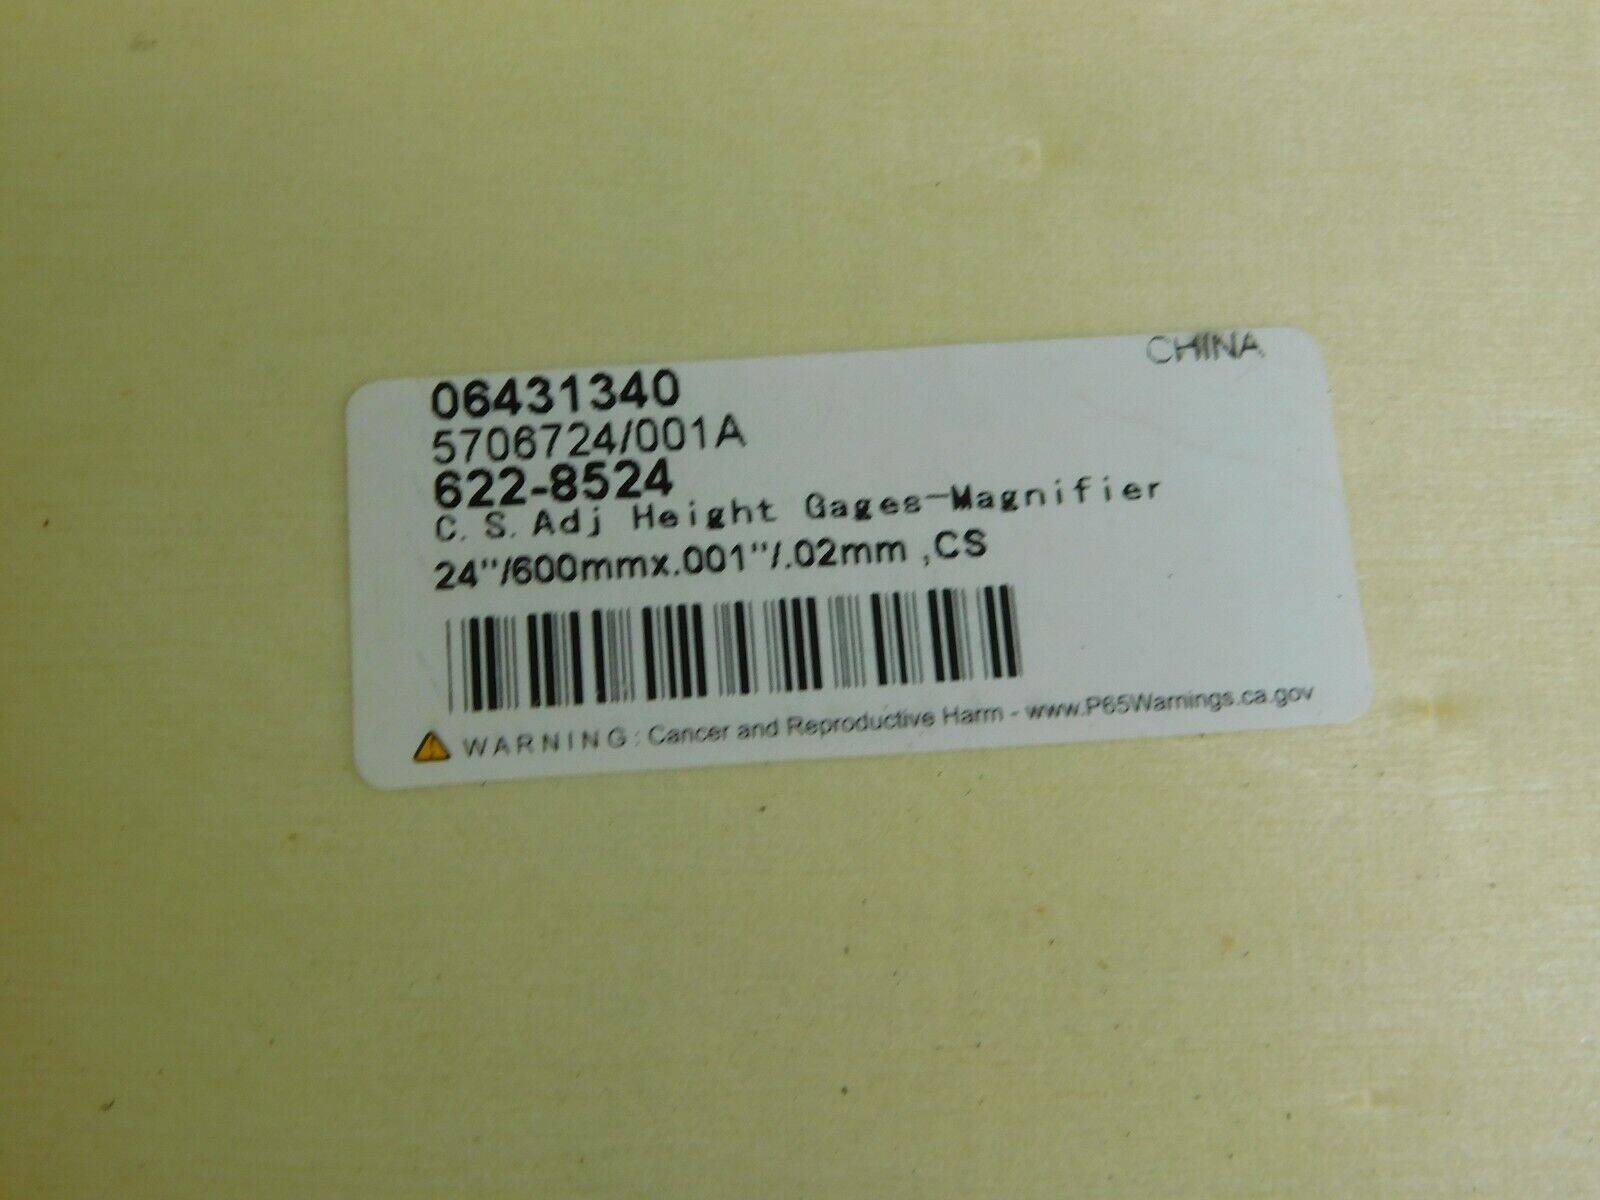 CHINA
06431340
5706724/001A
622-8524
C.S.Adj Height Gages-Magnifier
24"/600mmx.001"/.02mm ,CS
WARNING: Cancer and Reproductive Harm - www.P65Warnings.ca.gov